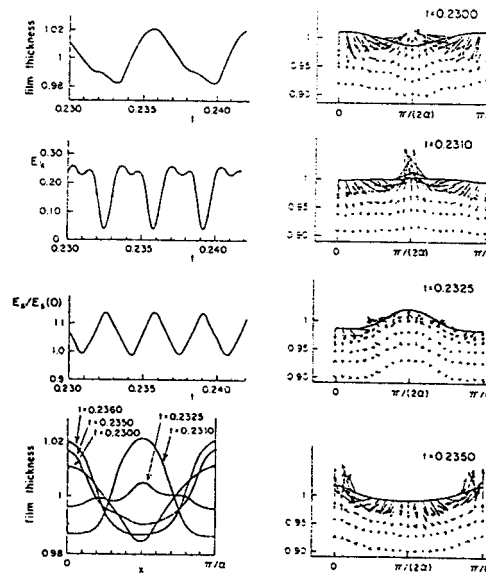 film thickness
1.02
1
0.98
0.230
0.235
0.240
t
0.30
0.20
0.10
0
0.230
0.235
0.240
t
E_s/E_s(0)
1.1
1.0
0.9
0.230
0.235
0.240
t
t=0.2360
t=0.2350
t=0.2300
t=0.2325
t=0.2310
film thickness
1.02
1
0.98
0
x
π/α
t=0.2300
1
0.95
0.90
0
π/(2α)
t=0.2310
1
0.95
0.90
0
π/(2α)
t=0.2325
1
0.95
0.90
0
π/(2α)
t=0.2350
1
0.95
0.90
0
π/(2α)